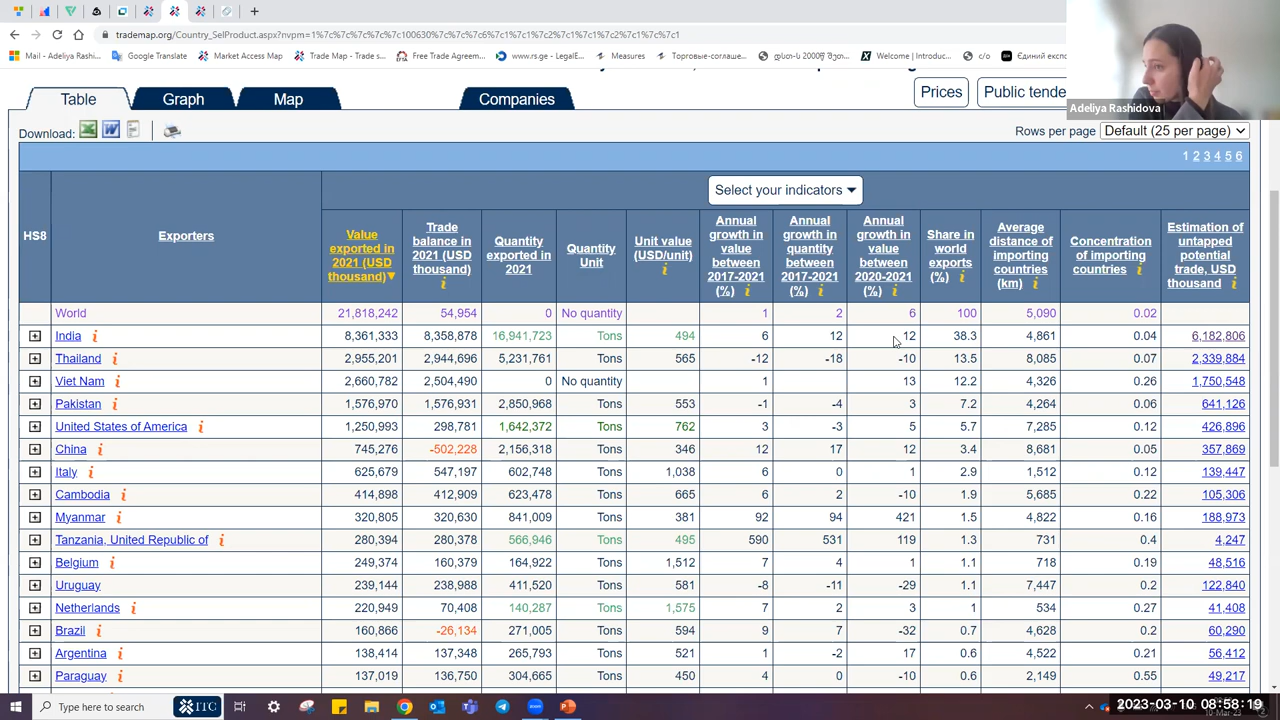 trademap.org/Country_SelProduct.aspx?nvpm=1%7c%7c%7c%7c%7c100630%7c%7c%7c6%7c1%7c1%7c2%7c1%7c1%7c2%7c1%7c%7c1
Mail - Adeliya Rashi... Google Translate Market Access Map Trade Map - Trade st... Free Trade Agreem... www.rs.ge - LegalE... Measures Торгово-соглаше... ფსოთ-ს 2000წ შეთ... Welcome | Introduc... c/o Єдиний експо
Table Graph Map Companies Prices Public tende
Adeliya Rashidova
Download: Rows per page Default (25 per page)
1 2 3 4 5 6
Select your indicators
HS8 Exporters Value exported in 2021 (USD thousand) Trade balance in 2021 (USD thousand) Quantity exported in 2021 Quantity Unit Unit value (USD/unit) Annual growth in value between 2017-2021 (%) Annual growth in quantity between 2017-2021 (%) Annual growth in value between 2020-2021 (%) Share in world exports (%) Average distance of importing countries (km) Concentration of importing countries Estimation of untapped potential trade, USD thousand
World 21,818,242 54,954 0 No quantity 1 2 6 100 5,090 0.02
India 8,361,333 8,358,878 16,941,723 Tons 494 6 12 12 38.3 4,861 0.04 6,182,806
Thailand 2,955,201 2,944,696 5,231,761 Tons 565 -12 -18 -10 13.5 8,085 0.07 2,339,884
Viet Nam 2,660,782 2,504,490 0 No quantity 1 13 12.2 4,326 0.26 1,750,548
Pakistan 1,576,970 1,576,931 2,850,968 Tons 553 -1 -4 3 7.2 4,264 0.06 641,126
United States of America 1,250,993 298,781 1,642,372 Tons 762 3 -3 5 5.7 7,285 0.12 426,896
China 745,276 -502,228 2,156,318 Tons 346 12 17 12 3.4 8,681 0.05 357,869
Italy 625,679 547,197 602,748 Tons 1,038 6 0 1 2.9 1,512 0.12 139,447
Cambodia 414,898 412,909 623,478 Tons 665 6 2 -10 1.9 5,685 0.22 105,306
Myanmar 320,805 320,630 841,009 Tons 381 92 94 421 1.5 4,822 0.16 188,973
Tanzania, United Republic of 280,394 280,378 566,946 Tons 495 590 531 119 1.3 731 0.4 4,247
Belgium 249,374 160,379 164,922 Tons 1,512 7 4 1 1.1 718 0.19 48,516
Uruguay 239,144 238,988 411,520 Tons 581 -8 -11 -29 1.1 7,447 0.2 122,840
Netherlands 220,949 70,408 140,287 Tons 1,575 7 2 3 1 534 0.27 41,408
Brazil 160,866 -26,134 271,005 Tons 594 9 7 -32 0.7 4,628 0.2 60,290
Argentina 138,414 137,348 265,793 Tons 521 1 -2 17 0.6 4,522 0.21 56,412
Paraguay 137,019 136,750 304,665 Tons 450 4 0 -10 0.6 2,149 0.55 49,217
Type here to search ITC 2023-03-10 08:58:19